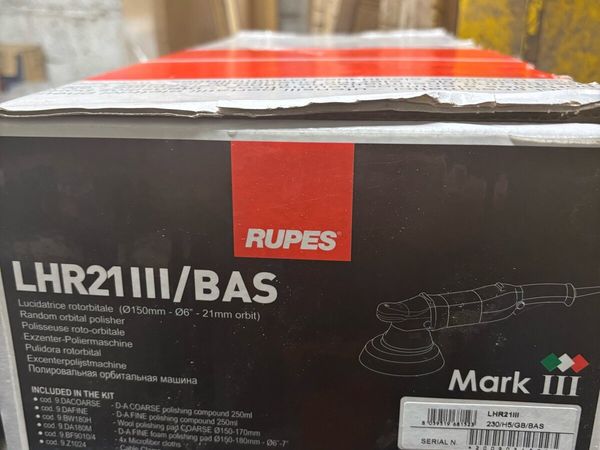 RUPES
LHR21III/BAS
Lucidatrice rotorbitale (Ø150mm - Ø6" - 21mm orbit)
Random orbital polisher
Polisseuse roto-orbitale
Exzenter-Poliermaschine
Pulidora rotorbital
Excenterpolijstmachine
Полировальная орбитальная машина
Mark III
INCLUDED IN THE KIT
• cod. 9.DACOARSE - D-A COARSE polishing compound 250ml
• cod. 9.DAFINE - D-A FINE polishing compound 250ml
• cod. 9.BW180H - Wool polishing pad COARSE Ø150-170mm
• cod. 9.DA180M - D-A FINE foam polishing pad Ø150-180mm - Ø6"-7"
• cod. 9.BF9010/4 - 4x Microfiber cloths
• cod. 9.Z1024 - Cable
LHR21III
230/H5/GB/BAS
SERIAL N.